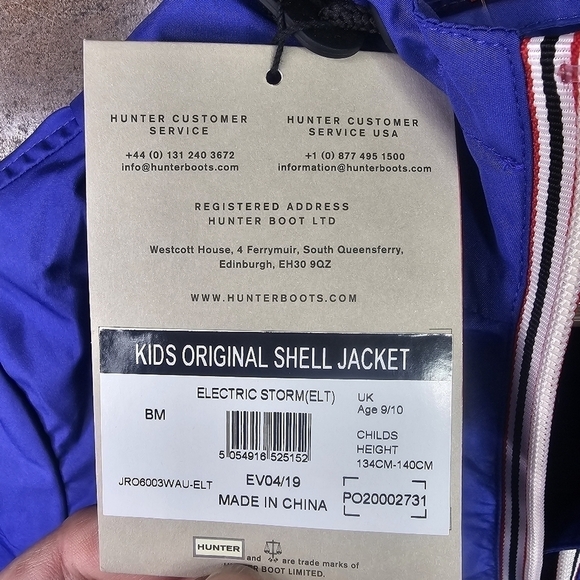 HUNTER CUSTOMER
SERVICE
+44 (0) 131 240 3672
info@hunterboots.com
HUNTER CUSTOMER
SERVICE USA
+1 (0) 877 495 1500
information@hunterboots.com
REGISTERED ADDRESS
HUNTER BOOT LTD
Westcott House, 4 Ferrymuir, South Queensferry,
Edinburgh, EH30 9QZ
WWW.HUNTERBOOTS.COM
KIDS ORIGINAL SHELL JACKET
ELECTRIC STORM(ELT)
BM
5 054916 525152
JRO6003WAU-ELT
EV04/19
MADE IN CHINA
UK
Age 9/10
CHILDS
HEIGHT
134CM-140CM
PO20002731
HUNTER and are trade marks of
HUNTER BOOT LIMITED.